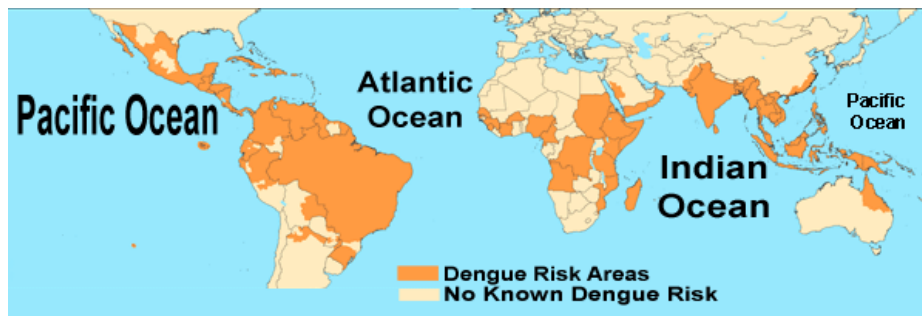 Pacific Ocean
Atlantic
Ocean
Indian
Ocean
Pacific
Ocean
Dengue Risk Areas
No Known Dengue Risk